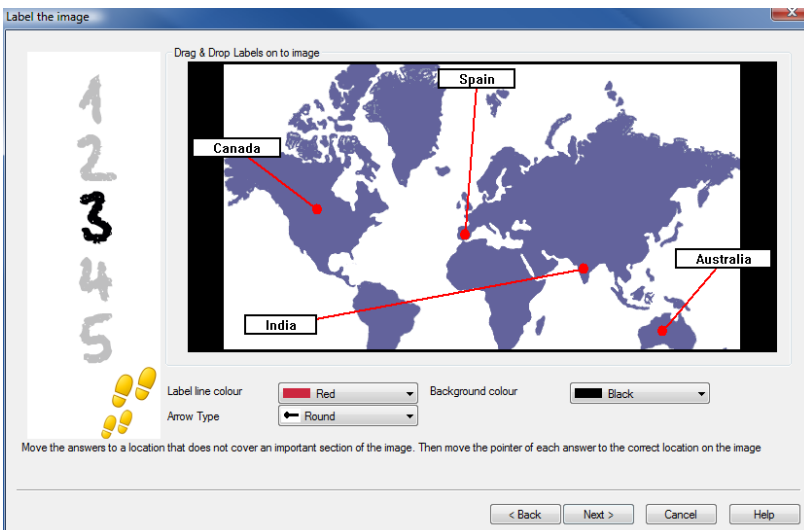 Label the image
Drag & Drop Labels on to image
1
2
3
4
5
Spain
Canada
Australia
India
Label line colour
Red
Background colour
Black
Arrow Type
Round
Move the answers to a location that does not cover an important section of the image. Then move the pointer of each answer to the correct location on the image
< Back
Next >
Cancel
Help